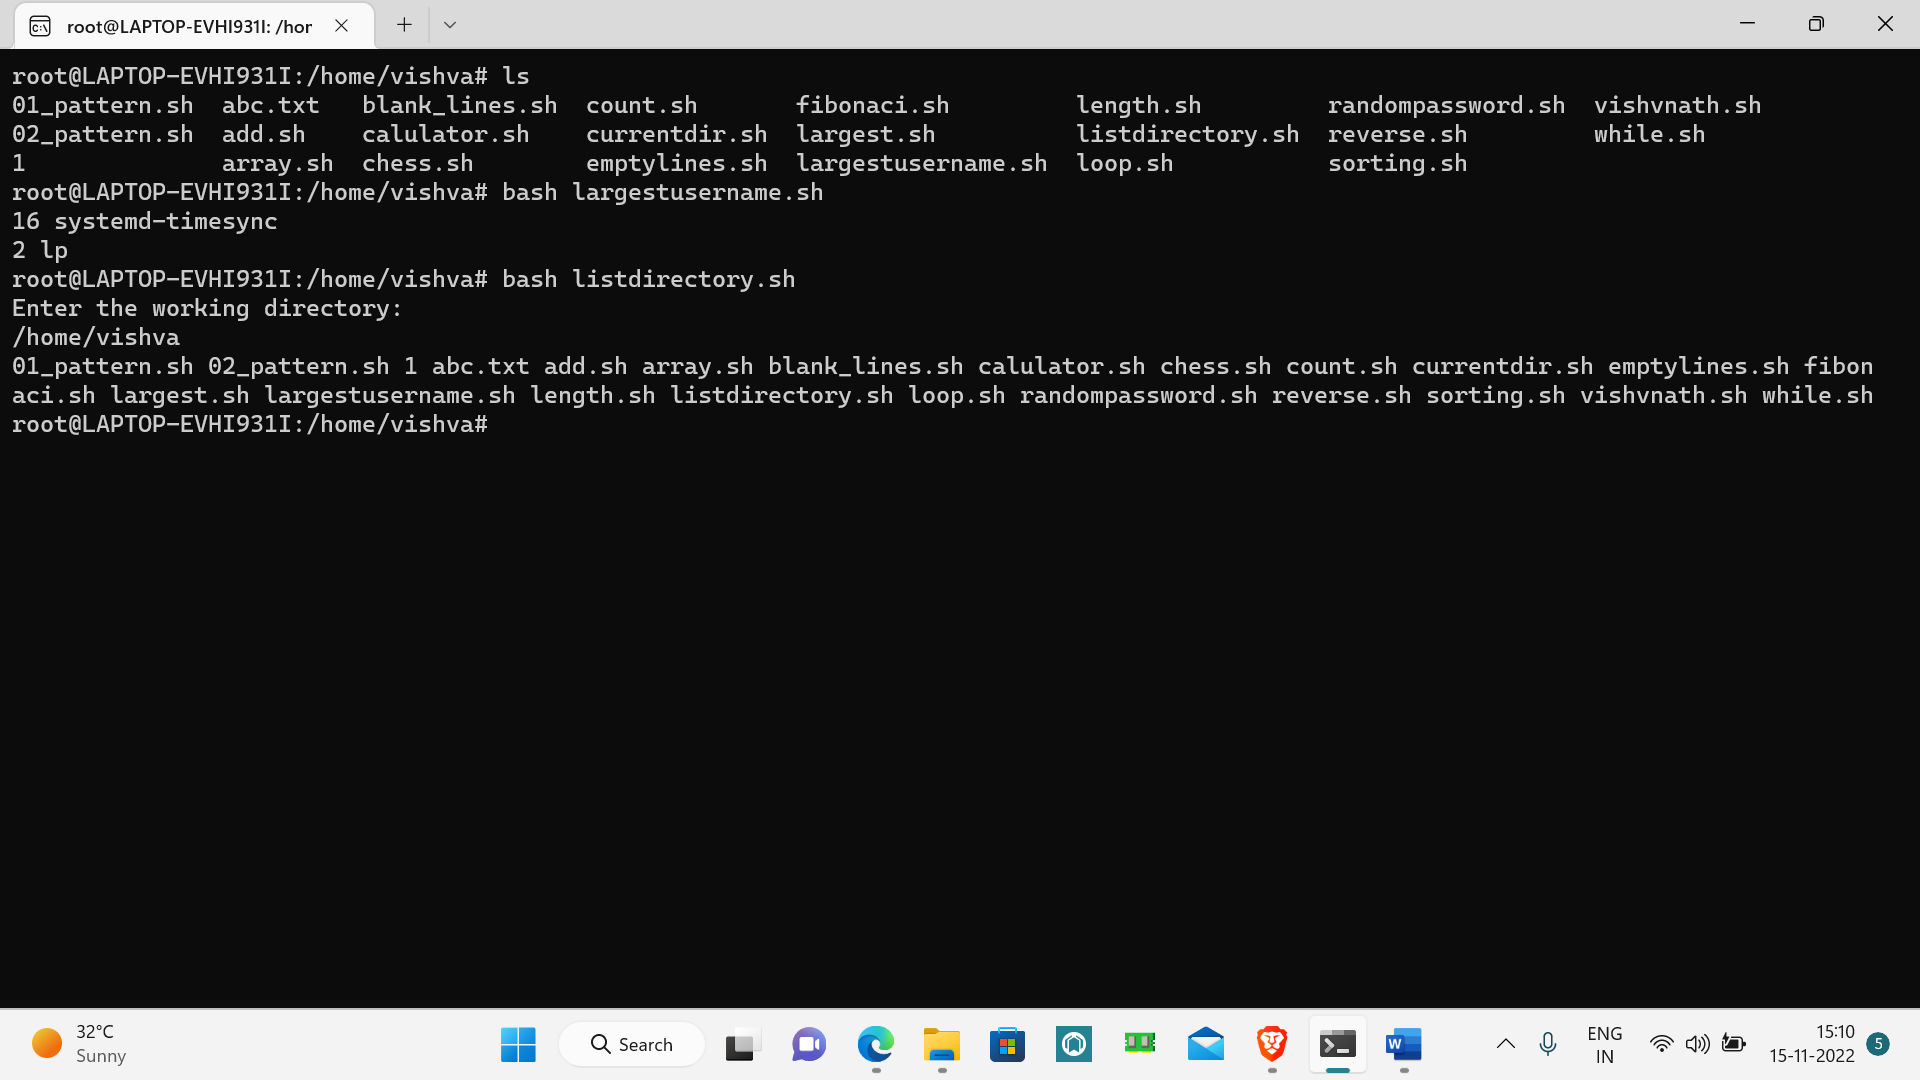 root@LAPTOP-EVHI931I: /hor
root@LAPTOP-EVHI931I:/home/vishva# ls
01_pattern.sh  abc.txt   blank_lines.sh  count.sh       fibonaci.sh         length.sh         randompassword.sh  vishvnath.sh
02_pattern.sh  add.sh    calulator.sh    currentdir.sh  largest.sh          listdirectory.sh  reverse.sh         while.sh
1              array.sh  chess.sh        emptylines.sh  largestusername.sh  loop.sh           sorting.sh
root@LAPTOP-EVHI931I:/home/vishva# bash largestusername.sh
16 systemd-timesync
2 lp
root@LAPTOP-EVHI931I:/home/vishva# bash listdirectory.sh
Enter the working directory:
/home/vishva
01_pattern.sh 02_pattern.sh 1 abc.txt add.sh array.sh blank_lines.sh calulator.sh chess.sh count.sh currentdir.sh emptylines.sh fibon
aci.sh largest.sh largestusername.sh length.sh listdirectory.sh loop.sh randompassword.sh reverse.sh sorting.sh vishvnath.sh while.sh
root@LAPTOP-EVHI931I:/home/vishva#
32°C
Sunny
Search
ENG
IN
15:10
15-11-2022
5